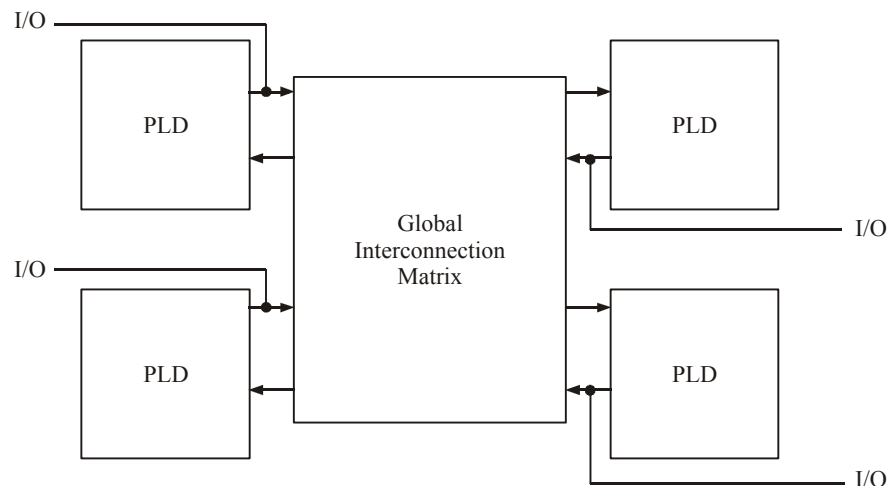 I/O
PLD
PLD
Global
Interconnection
Matrix
I/O
I/O
PLD
PLD
I/O